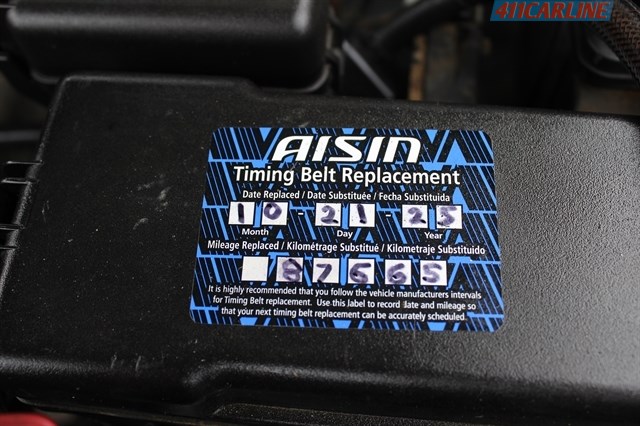 411CARLINE
AISIN
Timing Belt Replacement
Date Replaced / Date Substituée / Fecha Substituida
10 - 21 - 25
Month Day Year
Mileage Replaced / Kilométrage Substitué / Kilometraje Substituido
87665
It is highly recommended that you follow the vehicle manufacturers intervals
for Timing Belt replacement. Use this label to record date and mileage so
that your next timing belt replacement can be accurately scheduled.